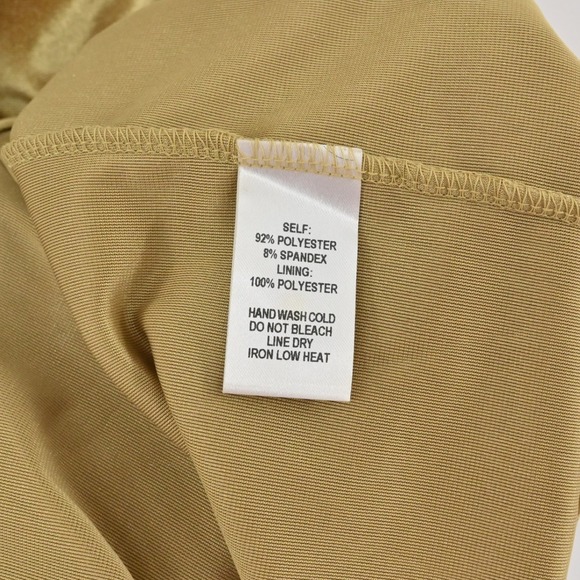 SELF:
92% POLYESTER
8% SPANDEX
LINING:
100% POLYESTER
HAND WASH COLD
DO NOT BLEACH
LINE DRY
IRON LOW HEAT